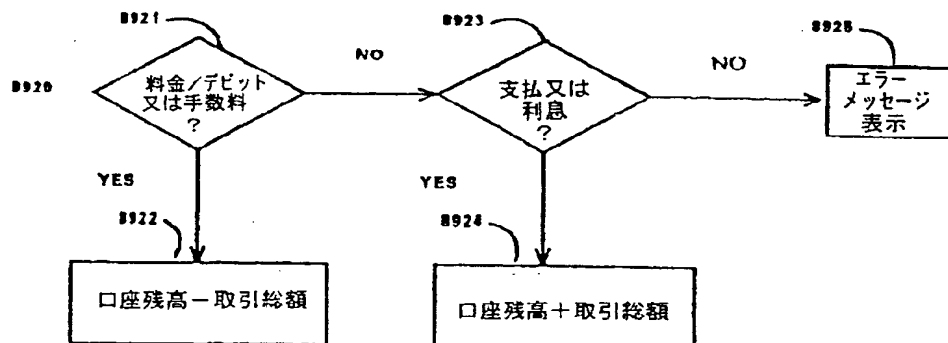 8921
8923
8925
8920
料金/デビット
又は手数料
?
NO
支払又は
利息
?
NO
エラー
メッセージ
表示
YES
YES
8922
8924
口座残高－取引総額
口座残高＋取引総額